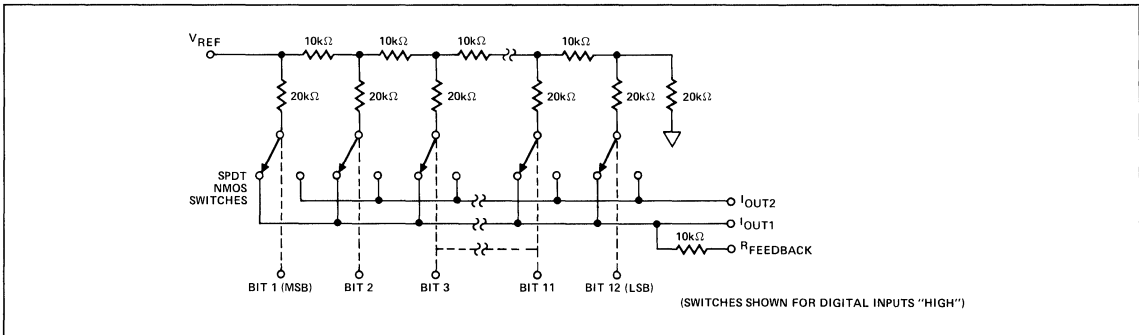 VREF
10kΩ 10kΩ 10kΩ 10kΩ
20kΩ 20kΩ 20kΩ 20kΩ 20kΩ 20kΩ
SPDT
NMOS
SWITCHES
IOUT2
IOUT1
10kΩ
RFEEDBACK
BIT 1 (MSB) BIT 2 BIT 3 BIT 11 BIT 12 (LSB)
(SWITCHES SHOWN FOR DIGITAL INPUTS "HIGH")